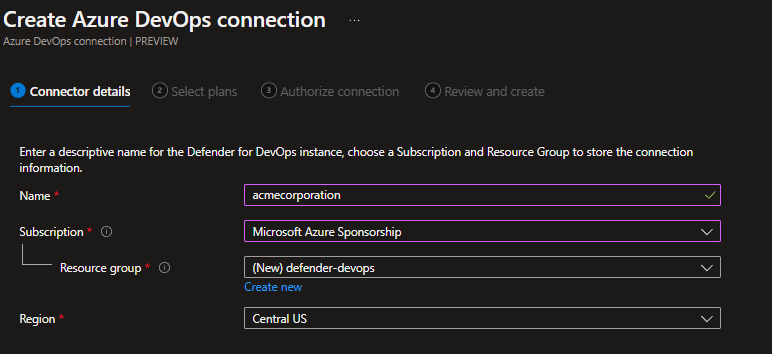 Create Azure DevOps connection ...
Azure DevOps connection | PREVIEW
1 Connector details 2 Select plans 3 Authorize connection 4 Review and create
Enter a descriptive name for the Defender for DevOps instance, choose a Subscription and Resource Group to store the connection
information.
Name * acmecorporation
Subscription * Microsoft Azure Sponsorship
Resource group * (New) defender-devops
Create new
Region * Central US